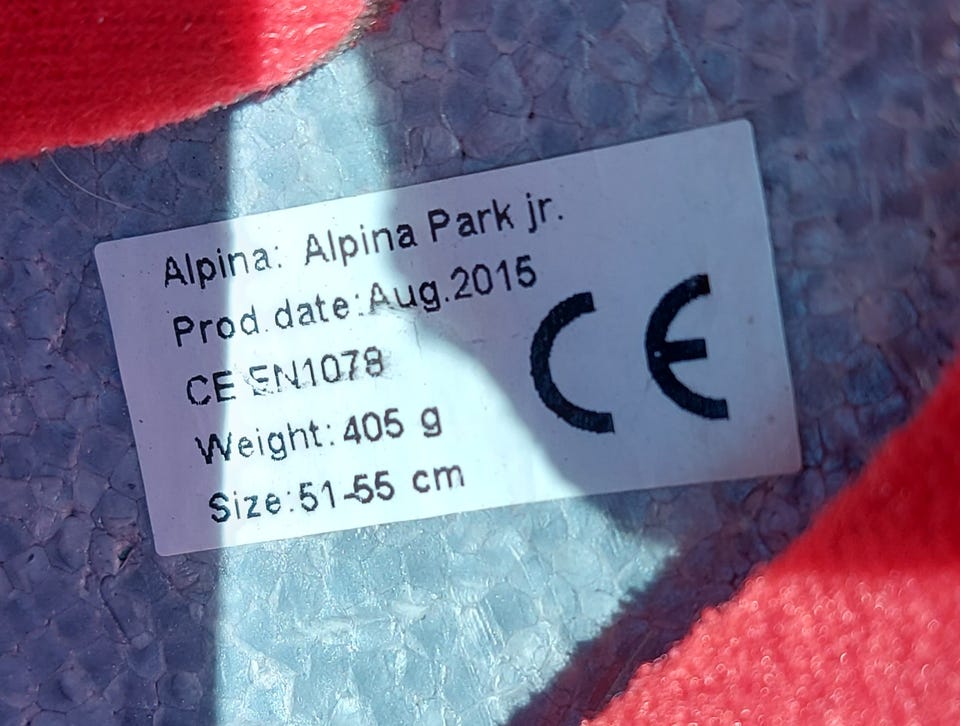 Alpina: Alpina Park jr.
Prod.date:Aug.2015
CE EN1078
Weight:405 g
Size:51-55 cm
CE